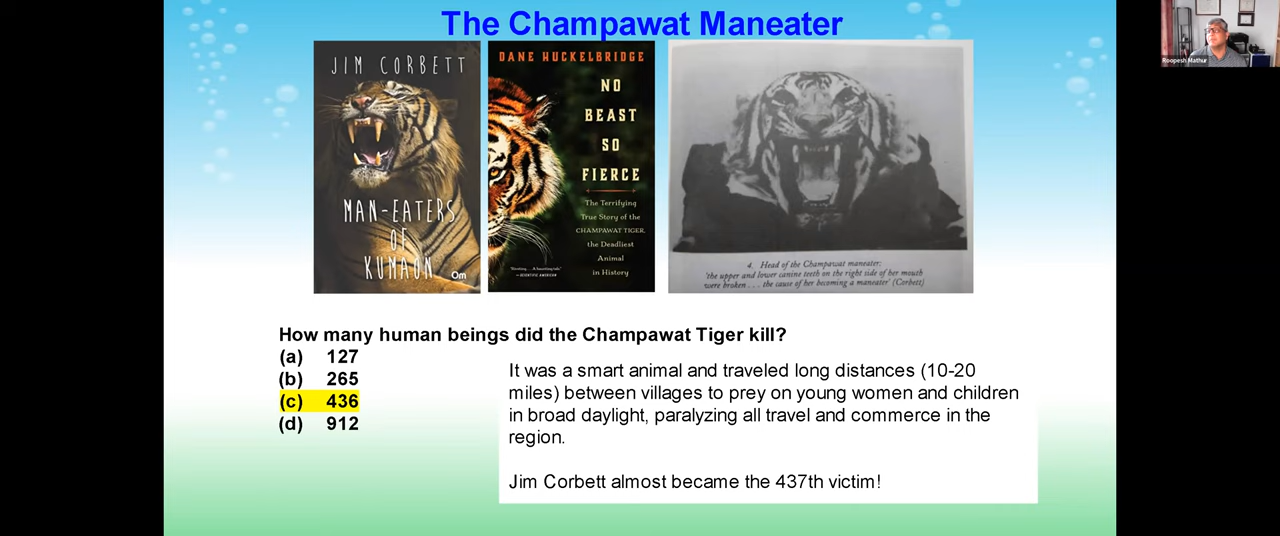 The Champawat Maneater
Roopesh Mathur
JIM CORBETT
MAN-EATERS
OF
KUMAON
Om
DANE HUCKELBRIDGE
NO
BEAST
SO
FIERCE
The Terrifying
True Story of the
CHAMPAWAT TIGER,
the Deadliest
Animal
in History
—SCIENTIFIC AMERICAN
4. Head of the Champawat maneater:
'the upper and lower canine teeth on the right side of her mouth
were broken . . . the cause of her becoming a maneater' (Corbett)
How many human beings did the Champawat Tiger kill?
(a) 127
(b) 265
(c) 436
(d) 912
It was a smart animal and traveled long distances (10-20
miles) between villages to prey on young women and children
in broad daylight, paralyzing all travel and commerce in the
region.
Jim Corbett almost became the 437th victim!